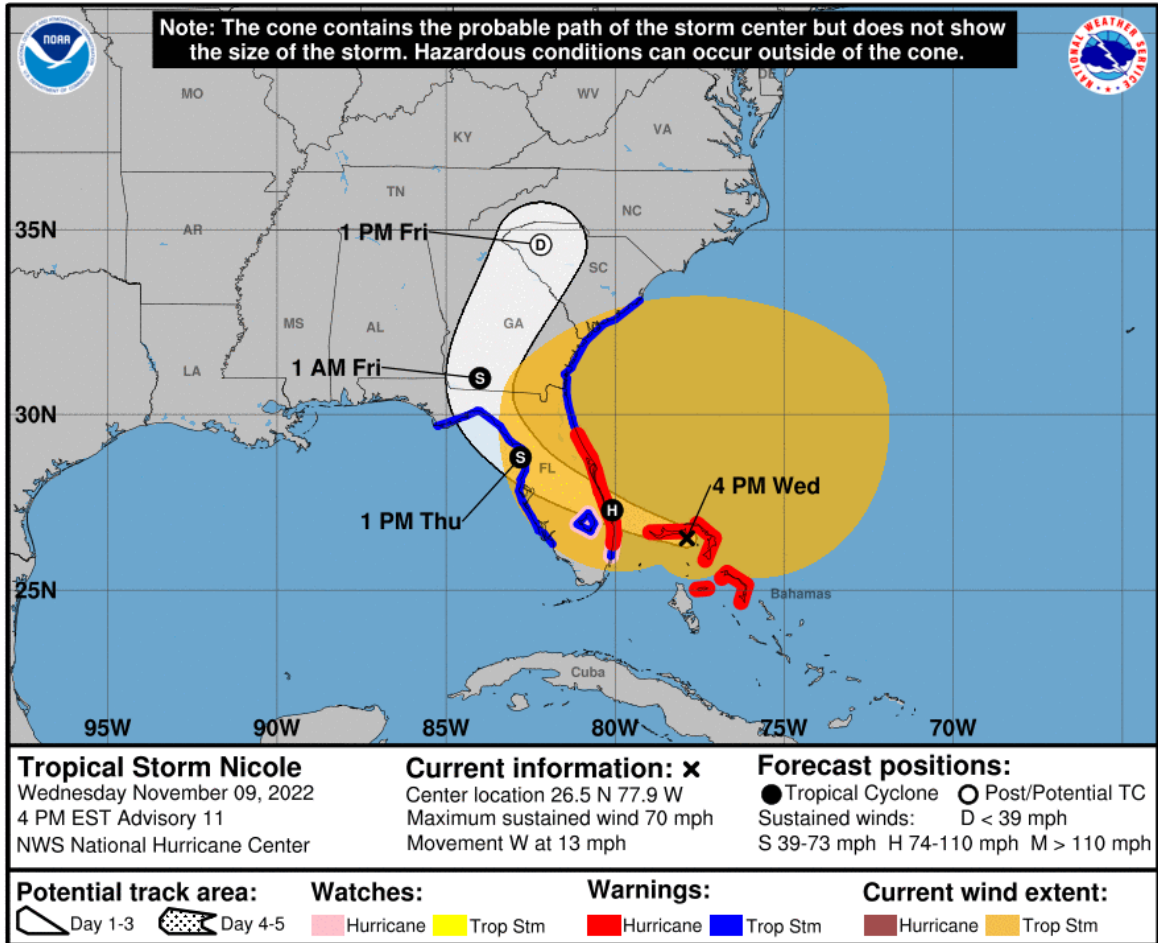 Note: The cone contains the probable path of the storm center but does not show
the size of the storm. Hazardous conditions can occur outside of the cone.
NOAA
NATIONAL WEATHER SERVICE
MO
WV
DE
KY
VA
TN
NC
AR
35N
1 PM Fri
D
SC
MS
AL
GA
LA
1 AM Fri
S
30N
S
FL
4 PM Wed
H
1 PM Thu
25N
Bahamas
Cuba
95W 90W 85W 80W 75W 70W
Tropical Storm Nicole
Wednesday November 09, 2022
4 PM EST Advisory 11
NWS National Hurricane Center
Current information: ×
Center location 26.5 N 77.9 W
Maximum sustained wind 70 mph
Movement W at 13 mph
Forecast positions:
● Tropical Cyclone ○ Post/Potential TC
Sustained winds: D < 39 mph
S 39-73 mph H 74-110 mph M > 110 mph
Potential track area:
Day 1-3 Day 4-5
Watches:
Hurricane Trop Stm
Warnings:
Hurricane Trop Stm
Current wind extent:
Hurricane Trop Stm